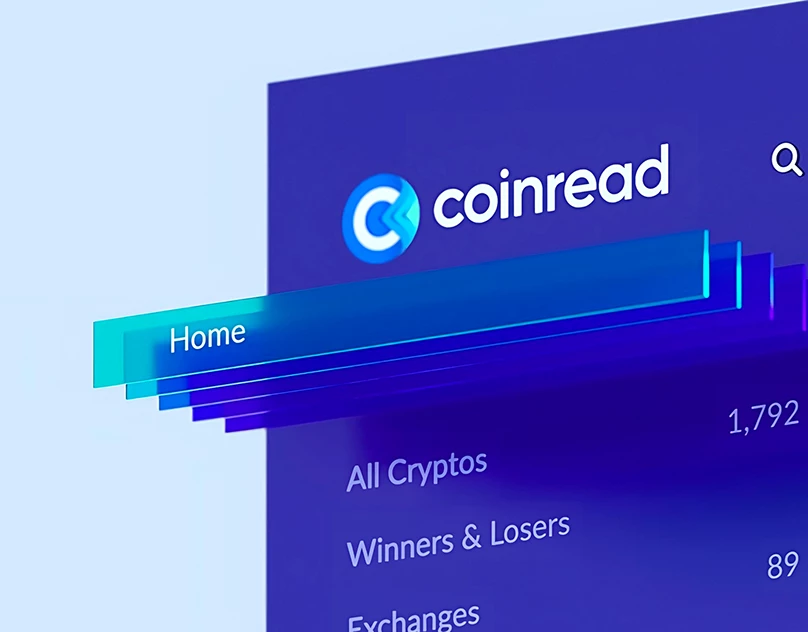 coinread
Home
1,792
All Cryptos
Winners & Losers
89
Exchanges